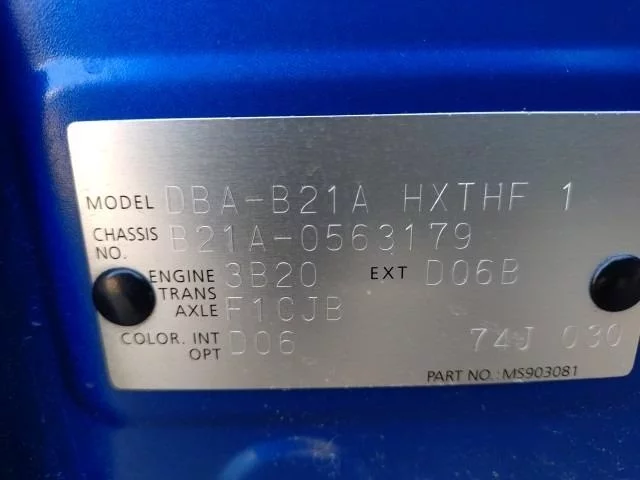 MODEL DBA-B21A HXTHF 1
CHASSIS NO. B21A-0563179
ENGINE 3B20 EXT D06B
TRANS AXLE F1CJB
COLOR. INT D06 74J 030
OPT
PART NO.:MS903081